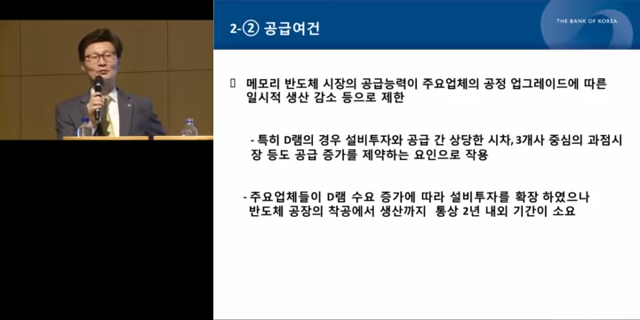 2-② 공급여건
THE BANK OF KOREA
메모리 반도체 시장의 공급능력이 주요업체의 공정 업그레이드에 따른
일시적 생산 감소 등으로 제한
- 특히 D램의 경우 설비투자와 공급 간 상당한 시차, 3개사 중심의 과점시
장 등도 공급 증가를 제약하는 요인으로 작용
- 주요업체들이 D램 수요 증가에 따라 설비투자를 확장 하였으나
반도체 공장의 착공에서 생산까지 통상 2년 내외 기간이 소요